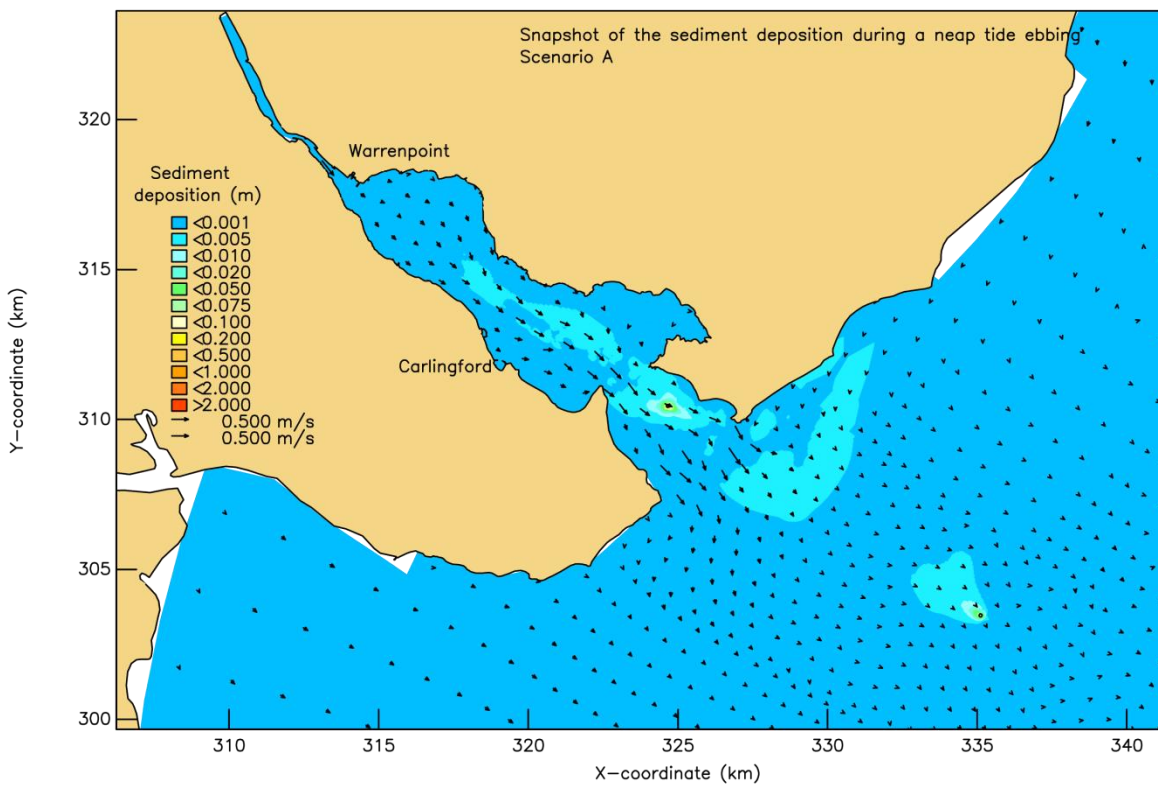 Snapshot of the sediment deposition during a neap tide ebbing
Scenario A
320
Warrenpoint
Sediment
deposition (m)
<0.001
<0.005
<0.010
<0.020
<0.050
<0.075
<0.100
<0.200
<0.500
<1.000
<2.000
>2.000
0.500 m/s
0.500 m/s
315
Carlingford
310
305
300
Y-coordinate (km)
310 315 320 325 330 335 340
X-coordinate (km)